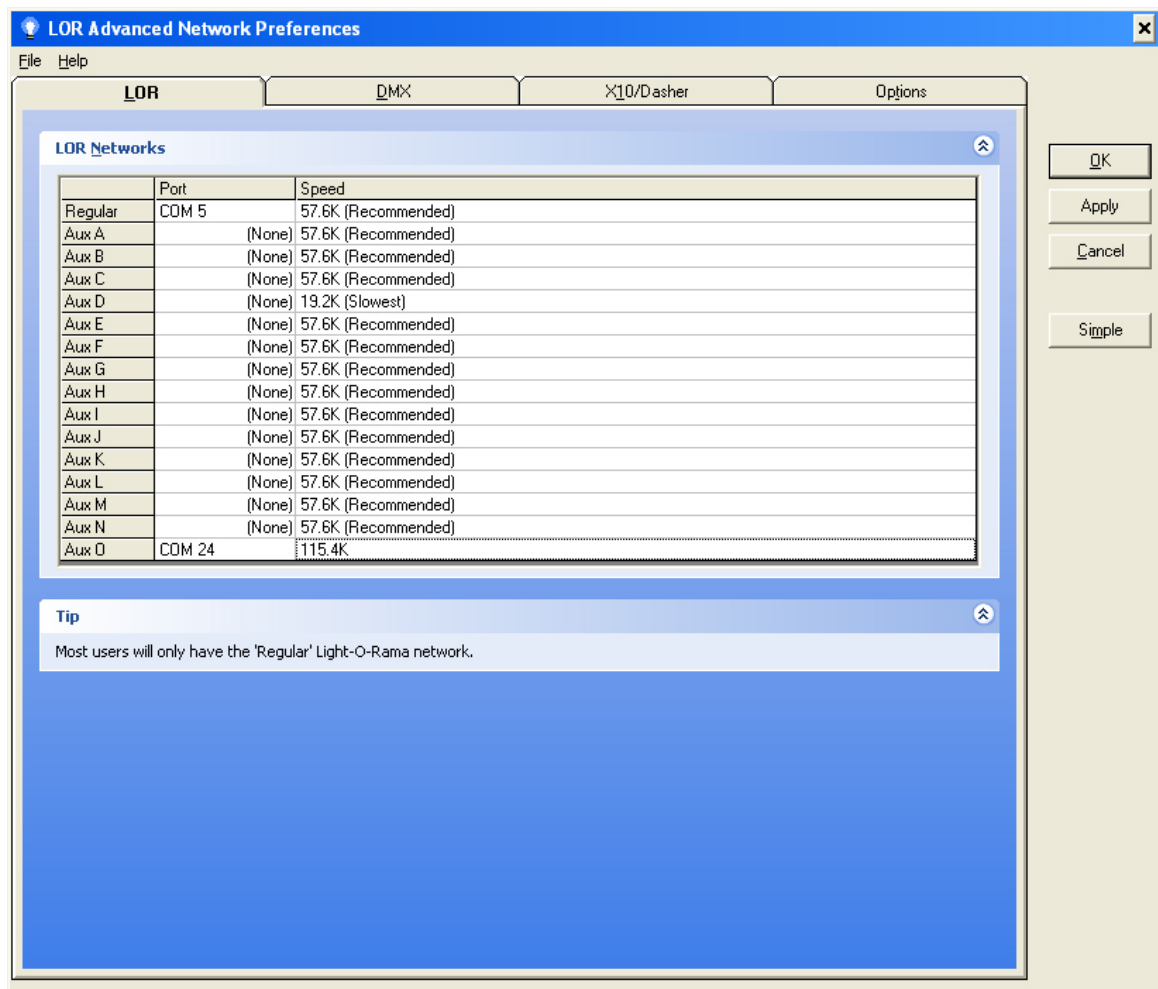 LOR Advanced Network Preferences
File Help
LOR DMX X10/Dasher Options
LOR Networks
OK
Port Speed
Regular COM 5 57.6K (Recommended)
Apply
Aux A (None) 57.6K (Recommended)
Aux B (None) 57.6K (Recommended)
Cancel
Aux C (None) 57.6K (Recommended)
Aux D (None) 19.2K (Slowest)
Aux E (None) 57.6K (Recommended)
Simple
Aux F (None) 57.6K (Recommended)
Aux G (None) 57.6K (Recommended)
Aux H (None) 57.6K (Recommended)
Aux I (None) 57.6K (Recommended)
Aux J (None) 57.6K (Recommended)
Aux K (None) 57.6K (Recommended)
Aux L (None) 57.6K (Recommended)
Aux M (None) 57.6K (Recommended)
Aux N (None) 57.6K (Recommended)
Aux O COM 24 115.4K
Tip
Most users will only have the 'Regular' Light-O-Rama network.